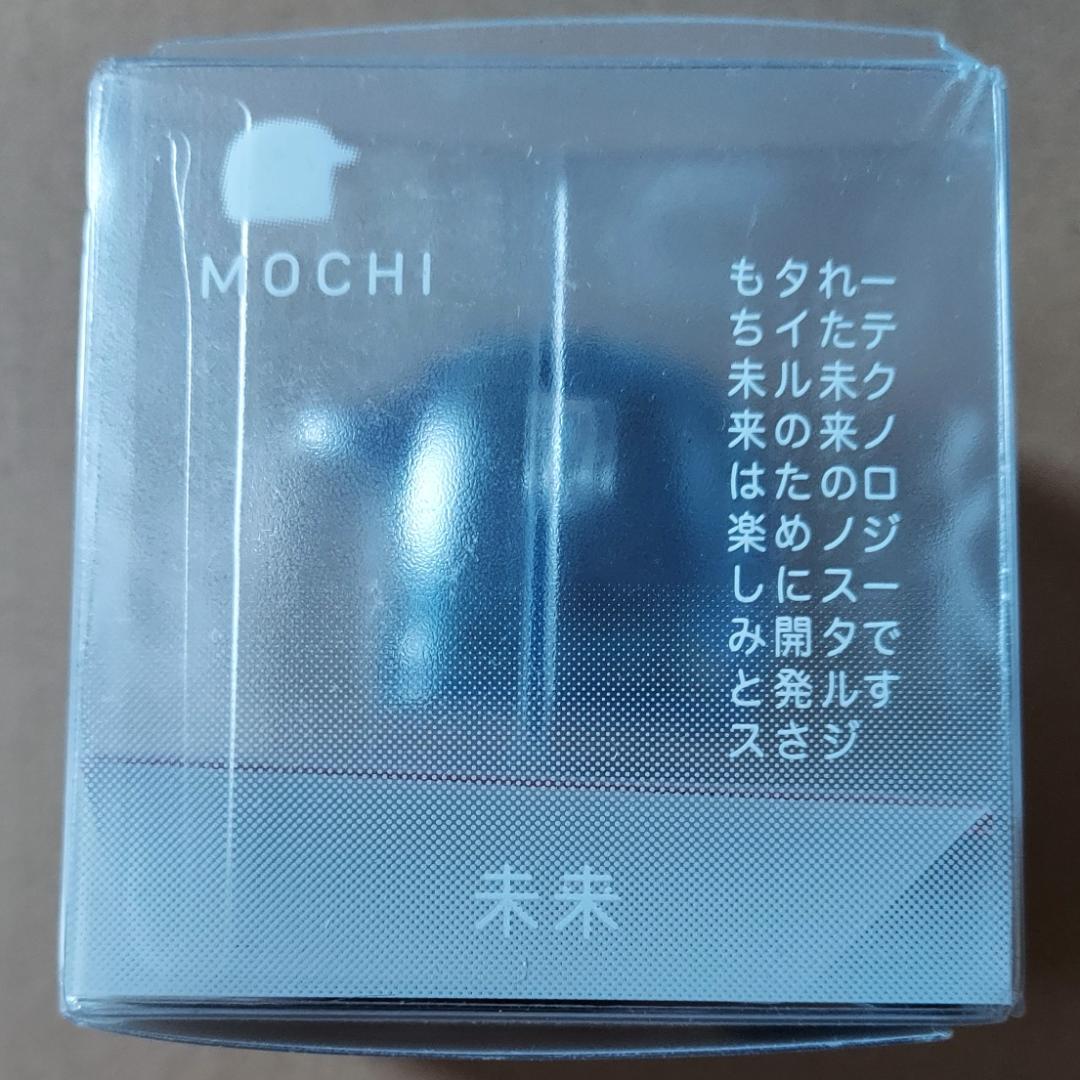 MOCHI
もち未来は楽しみとス
タイルのために開発さ
れた未来のノスタルジ
ーテクノロジーです
未来